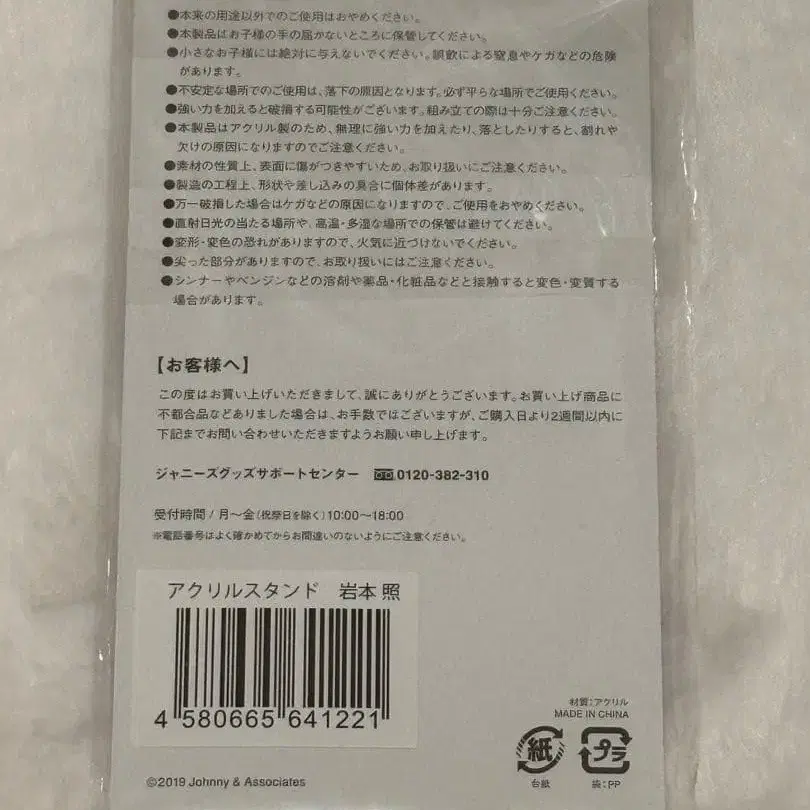 ●本来の用途以外でのご使用はおやめください。
●本製品はお子様の手の届かないところに保管してください。
●小さなお子様には絶対に与えないでください。誤飲による窒息やケガなどの危険
があります。
●不安定な場所でのご使用は、落下の原因となります。必ず平らな場所でご使用ください。
●強い力を加えると破損する可能性がございます。組み立ての際は十分ご注意ください。
●本製品はアクリル製のため、無理に強い力を加えたり、落としたりすると、割れや
欠けの原因になりますのでご注意ください。
●素材の性質上、表面に傷がつきやすいため、お取り扱いにご注意ください。
●製造の工程上、形状や差し込みの具合に個体差があります。
●万一破損した場合はケガなどの原因になりますので、ご使用をおやめください。
●直射日光の当たる場所や、高温・多湿な場所での保管は避けてください。
●変形・変色の恐れがありますので、火気に近づけないでください。
●尖った部分がありますので、お取り扱いにはご注意ください。
●シンナーやベンジンなどの溶剤や薬品・化粧品などと接触すると変色・変質する
場合があります。
【お客様へ】
この度はお買い上げいただきまして、誠にありがとうございます。お買い上げ商品に
不都合品などありました場合は、お手数ではございますが、ご購入日より2週間以内に
下記までお問い合わせいただきますようお願い申し上げます。
ジャニーズグッズサポートセンター 0120-382-310
受付時間 / 月～金(祝祭日を除く)10:00～18:00
※電話番号はよく確かめてからお間違いのないようにご注意ください。
アクリルスタンド 岩本 照
4 580665 641221
材質:アクリル
MADE IN CHINA
紙 プラ
台紙 袋:PP
©2019 Johnny & Associates